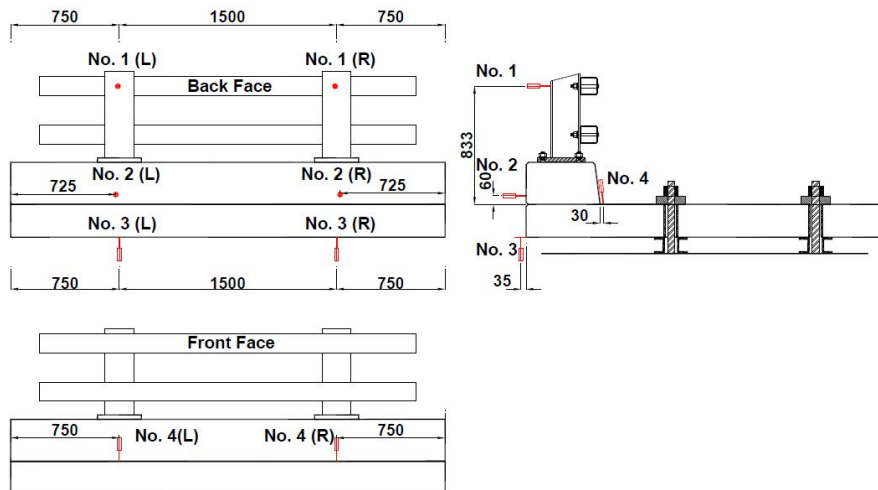 750 1500 750
No. 1 (L) No. 1 (R)
Back Face
No. 2 (L) No. 2 (R)
725 725
No. 3 (L) No. 3 (R)
750 1500 750
No. 1
833
No. 2
60
No. 4
30
No. 3
35
Front Face
750 No. 4(L) No. 4 (R) 750